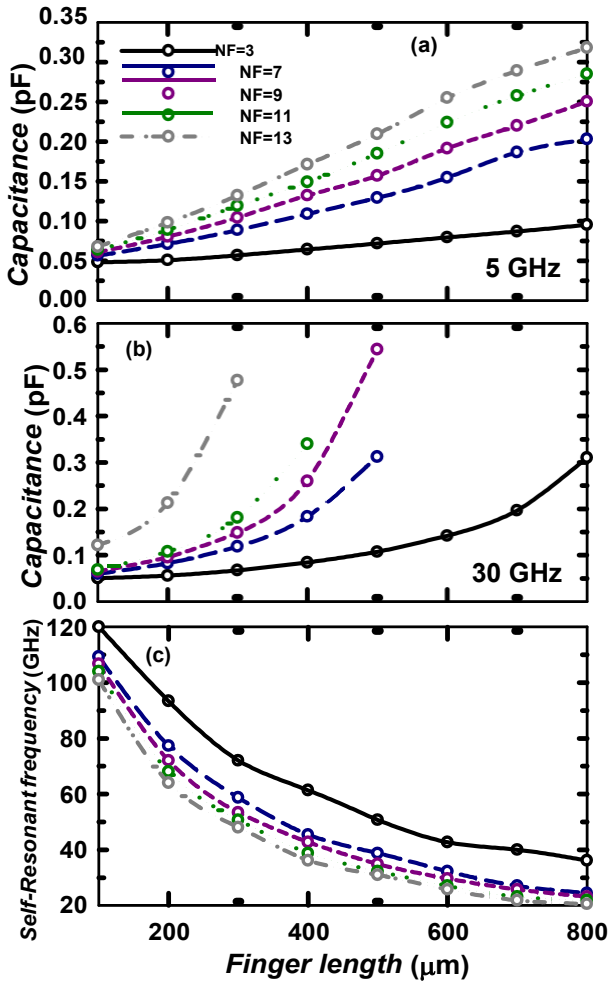 0.35
0.30
0.25
0.20
0.15
0.10
0.05
0.00
Capacitance (pF)
(a)
NF=3
NF=7
NF=9
NF=11
NF=13
5 GHz
0.6
0.5
0.4
0.3
0.2
0.1
0.0
Capacitance (pF)
(b)
30 GHz
120
100
80
60
40
20
Self-Resonant frequency (GHz)
(c)
200 300 400 500 600 700 800
Finger length (μm)